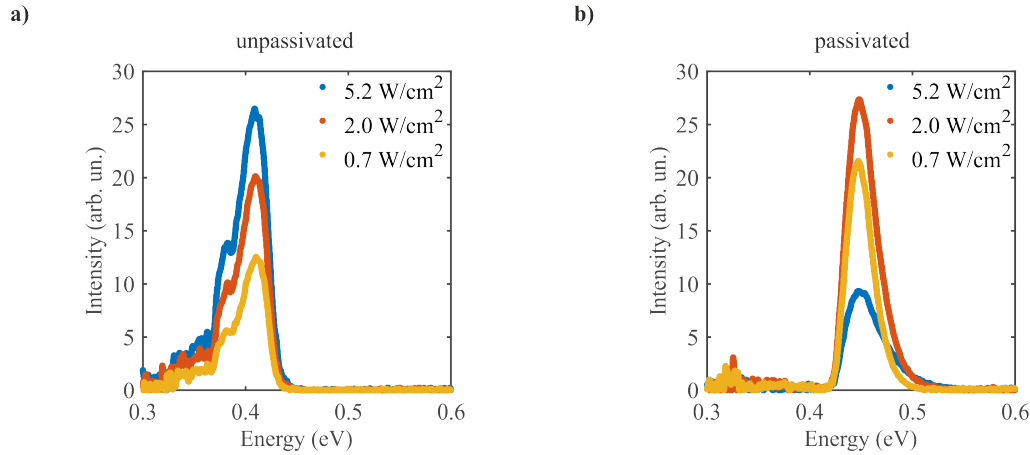 a)
unpassivated
30
25
20
15
10
5
0
Intensity (arb. un.)
5.2 W/cm²
2.0 W/cm²
0.7 W/cm²
0.3 0.4 0.5 0.6
Energy (eV)
b)
passivated
30
25
20
15
10
5
0
Intensity (arb. un.)
5.2 W/cm²
2.0 W/cm²
0.7 W/cm²
0.3 0.4 0.5 0.6
Energy (eV)